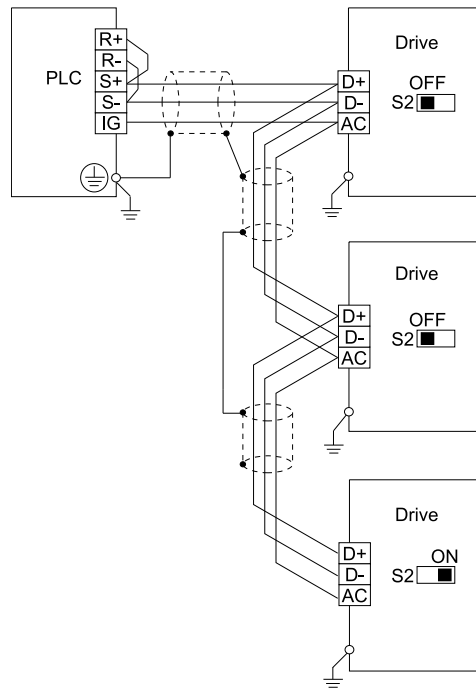 R+
R-
PLC
S+
S-
IG
Drive
OFF
S2
D+
D-
AC
Drive
OFF
S2
D+
D-
AC
Drive
ON
S2
D+
D-
AC